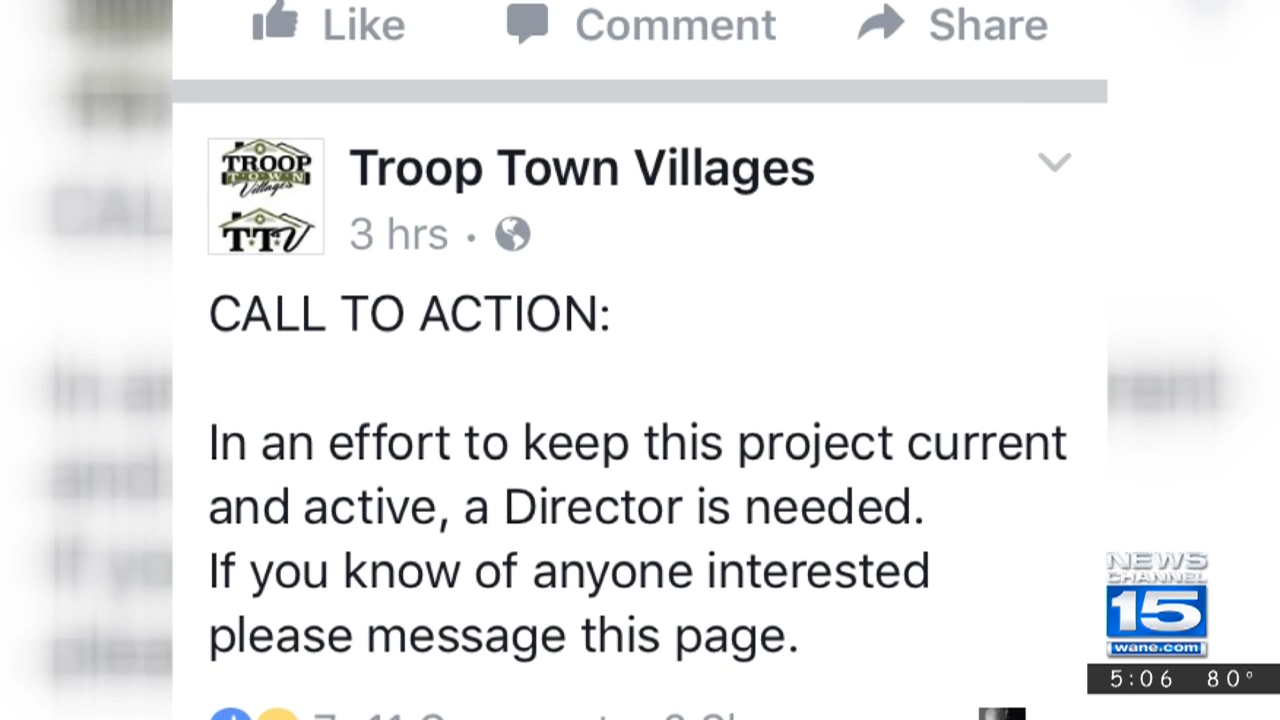 Like Comment Share
TROOP
TOWN
Villages
TTV
Troop Town Villages
3 hrs ·
CALL TO ACTION:
In an effort to keep this project current
and active, a Director is needed.
If you know of anyone interested
please message this page.
NEWS
CHANNEL
15
wane.com
5:06 80°